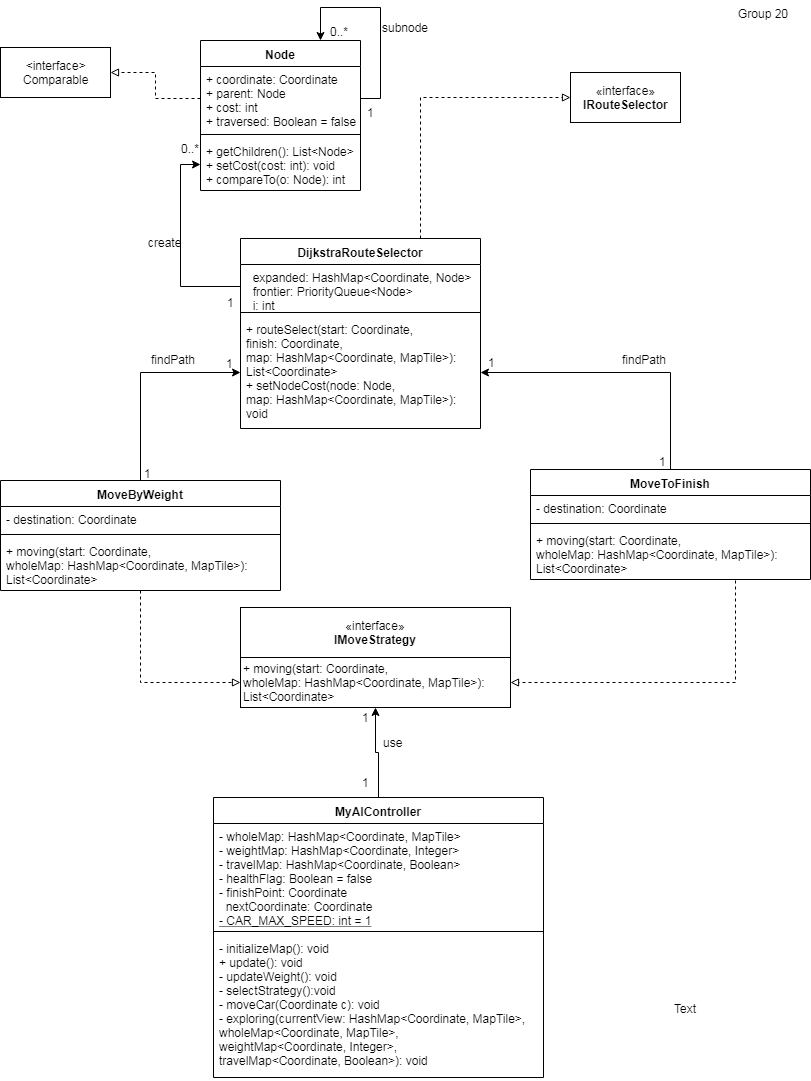 Group 20
subnode
0..*
<interface>
Comparable
Node
+ coordinate: Coordinate
+ parent: Node
+ cost: int
+ traversed: Boolean = false
1
«interface»
IRouteSelector
0..*
+ getChildren(): List<Node>
+ setCost(cost: int): void
+ compareTo(o: Node): int
create
1
DijkstraRouteSelector
expanded: HashMap<Coordinate, Node>
frontier: PriorityQueue<Node>
i: int
+ routeSelect(start: Coordinate,
finish: Coordinate,
map: HashMap<Coordinate, MapTile>):
List<Coordinate>
+ setNodeCost(node: Node,
map: HashMap<Coordinate, MapTile>):
void
findPath
1
1
findPath
1
1
MoveByWeight
- destination: Coordinate
+ moving(start: Coordinate,
wholeMap: HashMap<Coordinate, MapTile>):
List<Coordinate>
MoveToFinish
- destination: Coordinate
+ moving(start: Coordinate,
wholeMap: HashMap<Coordinate, MapTile>):
List<Coordinate>
«interface»
IMoveStrategy
+ moving(start: Coordinate,
wholeMap: HashMap<Coordinate, MapTile>):
List<Coordinate>
1
use
1
MyAIController
- wholeMap: HashMap<Coordinate, MapTile>
- weightMap: HashMap<Coordinate, Integer>
- travelMap: HashMap<Coordinate, Boolean>
- healthFlag: Boolean = false
- finishPoint: Coordinate
nextCoordinate: Coordinate
- CAR_MAX_SPEED: int = 1
- initializeMap(): void
+ update(): void
- updateWeight(): void
- selectStrategy():void
- moveCar(Coordinate c): void
- exploring(currentView: HashMap<Coordinate, MapTile>,
wholeMap<Coordinate, MapTile>,
weightMap<Coordinate, Integer>,
travelMap<Coordinate, Boolean>): void
Text